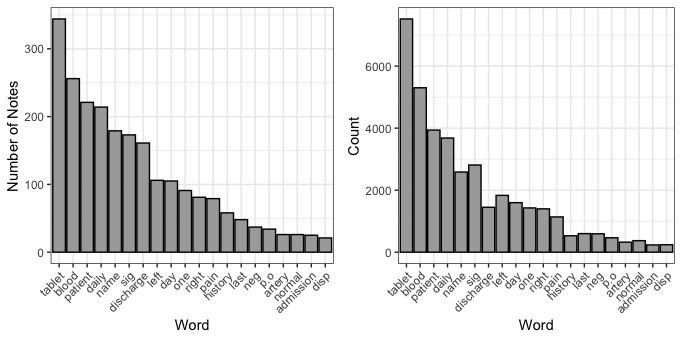 Number of Notes
300
200
100
0
tablet
blood
patient
daily
name
sig
discharge
left
day
one
right
pain
history
last
neg
p.o
artery
normal
admission
disp
Word
Count
6000
4000
2000
0
tablet
blood
patient
daily
name
sig
discharge
left
day
one
right
pain
history
last
neg
p.o
artery
normal
admission
disp
Word